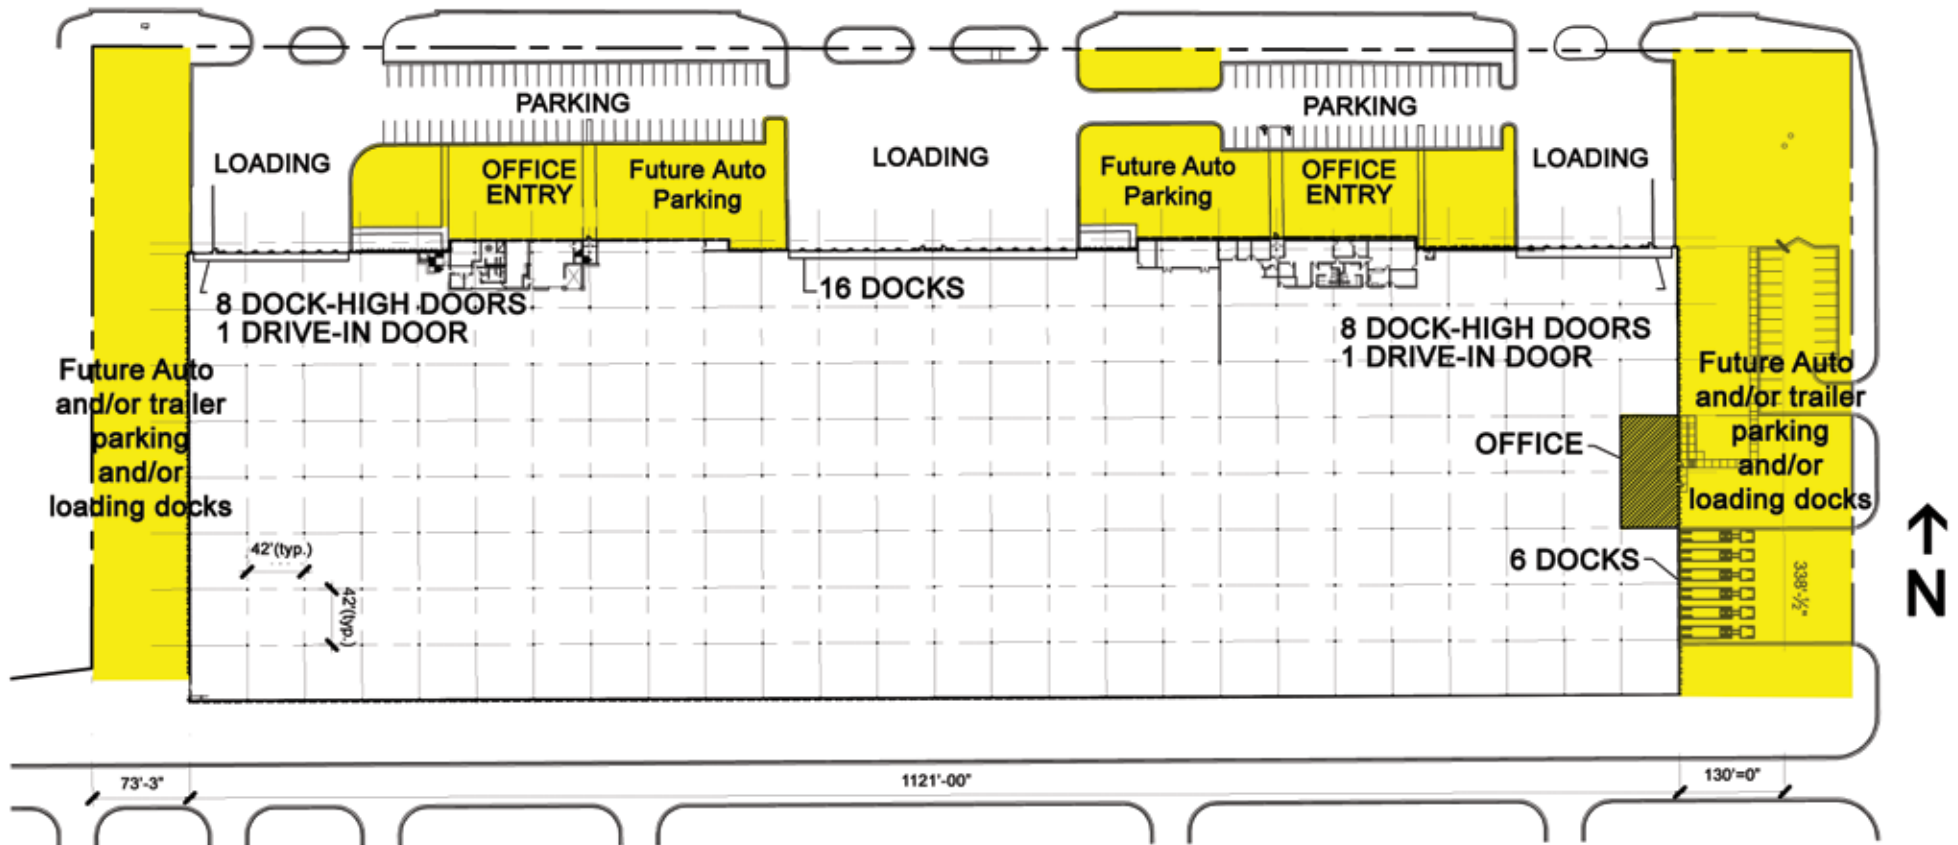 PARKING
PARKING
LOADING
OFFICE
ENTRY
Future Auto
Parking
LOADING
Future Auto
Parking
OFFICE
ENTRY
LOADING
8 DOCK-HIGH DOORS
1 DRIVE-IN DOOR
16 DOCKS
8 DOCK-HIGH DOORS
1 DRIVE-IN DOOR
Future Auto
and/or trailer
parking
and/or
loading docks
Future Auto
and/or trailer
parking
and/or
loading docks
OFFICE
6 DOCKS
42'(typ.)
42'(typ.)
338'-½"
N
73'-3"
1121'-00"
130'=0"